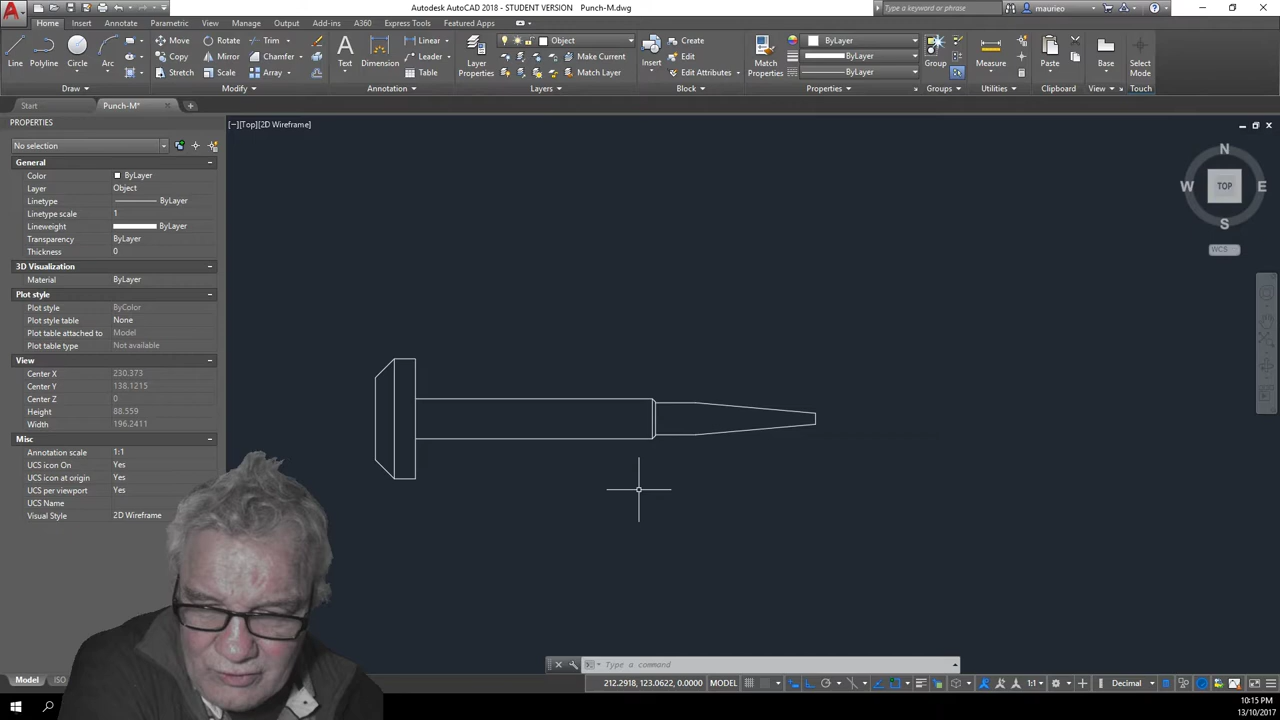 Autodesk AutoCAD 2018 - STUDENT VERSION Punch-M.dwg
Type a keyword or phrase
maurieo
Home Insert Annotate Parametric View Manage Output Add-ins A360 Express Tools Featured Apps
Line Polyline Circle Arc
Move Rotate Trim
Copy Mirror Chamfer
Stretch Scale Array
Text Dimension
Linear
Leader
Table
Layer Properties
Object
Make Current
Match Layer
Insert
Create
Edit
Edit Attributes
Match Properties
ByLayer
ByLayer
ByLayer
Group
Measure
Paste
Base
Select Mode
Draw Modify Annotation Layers Block Properties Groups Utilities Clipboard View Touch
Start Punch-M*
PROPERTIES
[−][Top][2D Wireframe]
No selection
General
Color ByLayer
Layer Object
Linetype ByLayer
Linetype scale 1
Lineweight ByLayer
Transparency ByLayer
Thickness 0
3D Visualization
Material ByLayer
Plot style
Plot style ByColor
Plot style table None
Plot table attached to Model
Plot table type Not available
View
Center X 230.373
Center Y 138.1215
Center Z 0
Height 88.559
Width 196.2411
Misc
Annotation scale 1:1
UCS icon On Yes
UCS icon at origin Yes
UCS per viewport Yes
UCS Name
Visual Style 2D Wireframe
N
W TOP E
S
WCS
Type a command
Model ISO
212.2918, 123.0622, 0.0000 MODEL
1:1
Decimal
10:15 PM
13/10/2017